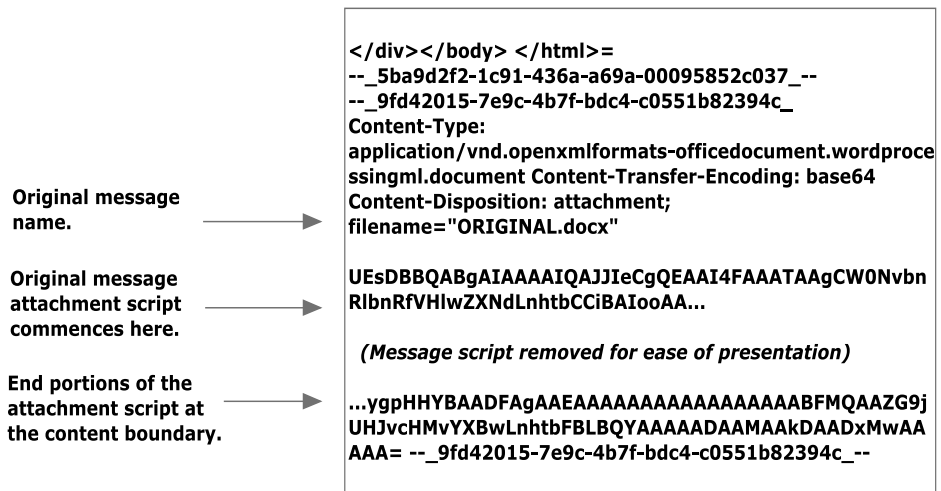 </div></body> </html>=
--_5ba9d2f2-1c91-436a-a69a-00095852c037_--
--_9fd42015-7e9c-4b7f-bdc4-c0551b82394c_
Content-Type:
application/vnd.openxmlformats-officedocument.wordproce
ssingml.document Content-Transfer-Encoding: base64
Content-Disposition: attachment;
filename="ORIGINAL.docx"
Original message
name.
UEsDBBQABgAIAAAAIQAJJIeCgQEAAI4FAAATAAgCW0Nvbn
RlbnRfVHlwZXNdLnhtbCCiBAIooAA...
Original message
attachment script
commences here.
(Message script removed for ease of presentation)
End portions of the
attachment script at
the content boundary.
...ygpHHYBAADFAgAAEAAAAAAAAAAAAAAAAABFMQAAZG9j
UHJvcHMvYXBwLnhtbFBLBQYAAAAADAAMAAkDAADxMwAA
AAA= --_9fd42015-7e9c-4b7f-bdc4-c0551b82394c_--